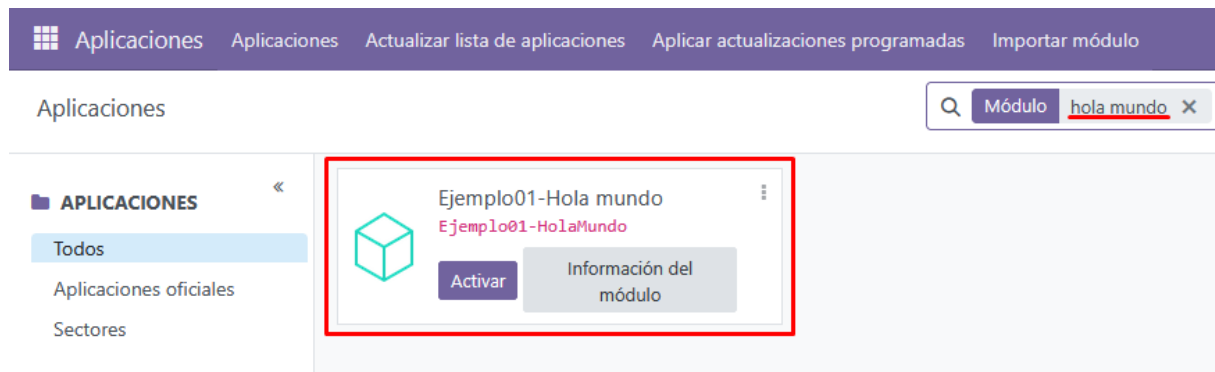 Aplicaciones Aplicaciones Actualizar lista de aplicaciones Aplicar actualizaciones programadas Importar módulo
Aplicaciones
Módulo hola mundo
APLICACIONES
Todos
Aplicaciones oficiales
Sectores
Ejemplo01-Hola mundo
Ejemplo01-HolaMundo
Activar
Información del
módulo